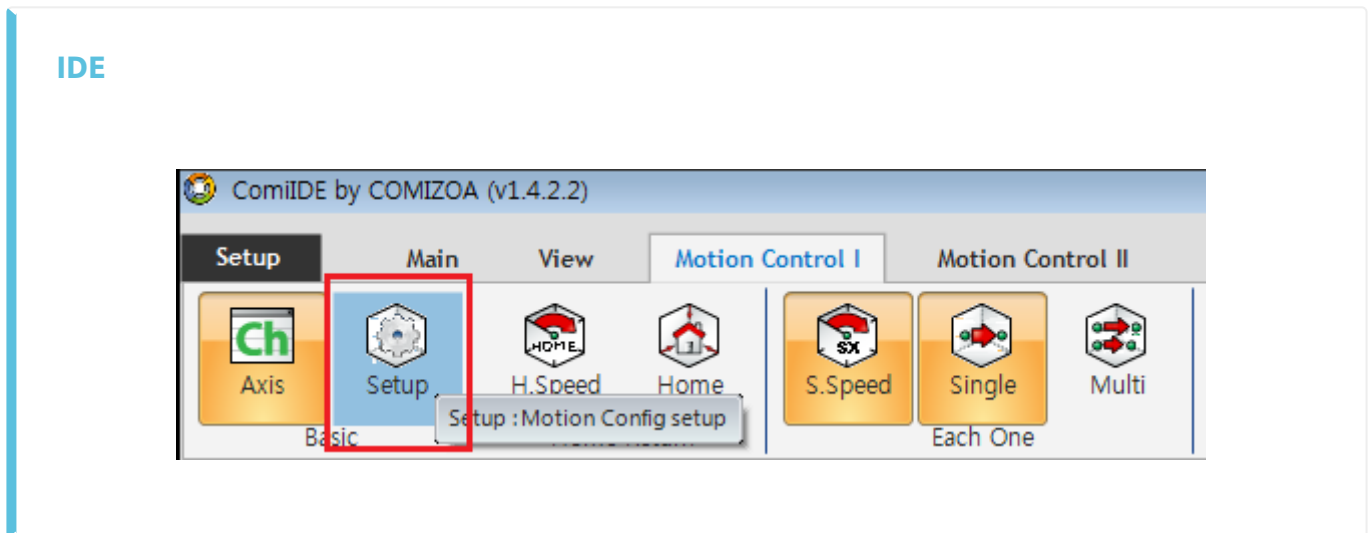 IDE
ComiIDE by COMIZOA (v1.4.2.2)
Setup Main View Motion Control I Motion Control II
Ch HOME SX
Axis Setup H.Speed Home S.Speed Single Multi
Setup :Motion Config setup
Basic Each One